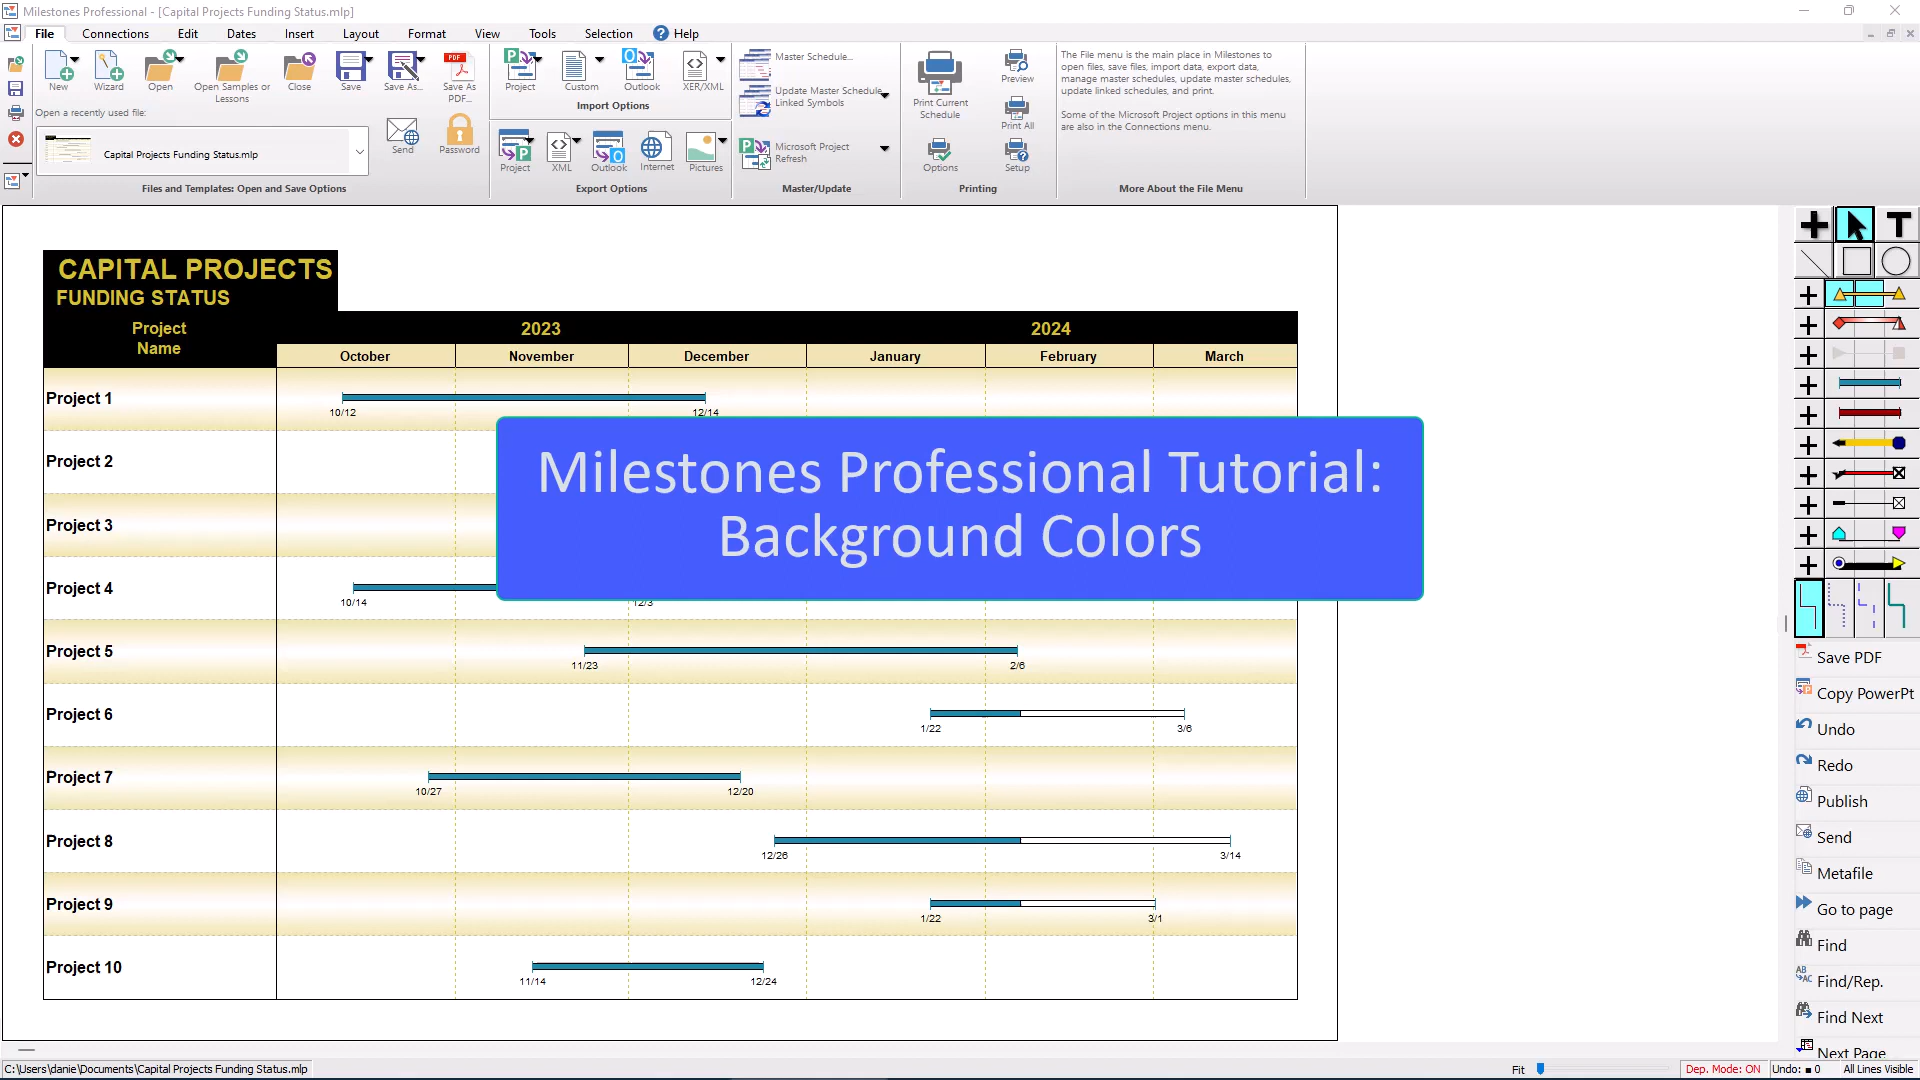 Milestones Professional - [Capital Projects Funding Status.mlp]
File Connections Edit Dates Insert Layout Format View Tools Selection Help
New Wizard Open Open Samples or Lessons Close Save Save As... Save As PDF...
Open a recently used file:
Capital Projects Funding Status.mlp
Send Password
Files and Templates: Open and Save Options
Project Custom Outlook XER/XML
Import Options
Project XML Outlook Internet Pictures
Export Options
Master Schedule...
Update Master Schedule
Linked Symbols
Microsoft Project
Refresh
Master/Update
Print Current
Schedule
Preview
Print All
Options Setup
Printing
The File menu is the main place in Milestones to
open files, save files, import data, export data,
manage master schedules, update master schedules,
update linked schedules, and print.
Some of the Microsoft Project options in this menu
are also in the Connections menu.
More About the File Menu
CAPITAL PROJECTS
FUNDING STATUS
Project
Name
2023 2024
October November December January February March
Project 1
10/12 12/14
Milestones Professional Tutorial:
Background Colors
Project 2
Project 3
Project 4
10/14 12/3
Project 5
11/23 2/6
Project 6
1/22 3/6
Project 7
10/27 12/20
Project 8
12/26 3/14
Project 9
1/22 3/1
Project 10
11/14 12/24
T
Save PDF
Copy PowerPt
Undo
Redo
Publish
Send
Metafile
Go to page
Find
Find/Rep.
Find Next
Next Page
C:\Users\danie\Documents\Capital Projects Funding Status.mlp
Fit
Dep. Mode: ON
Undo: ■ 0
All Lines Visible